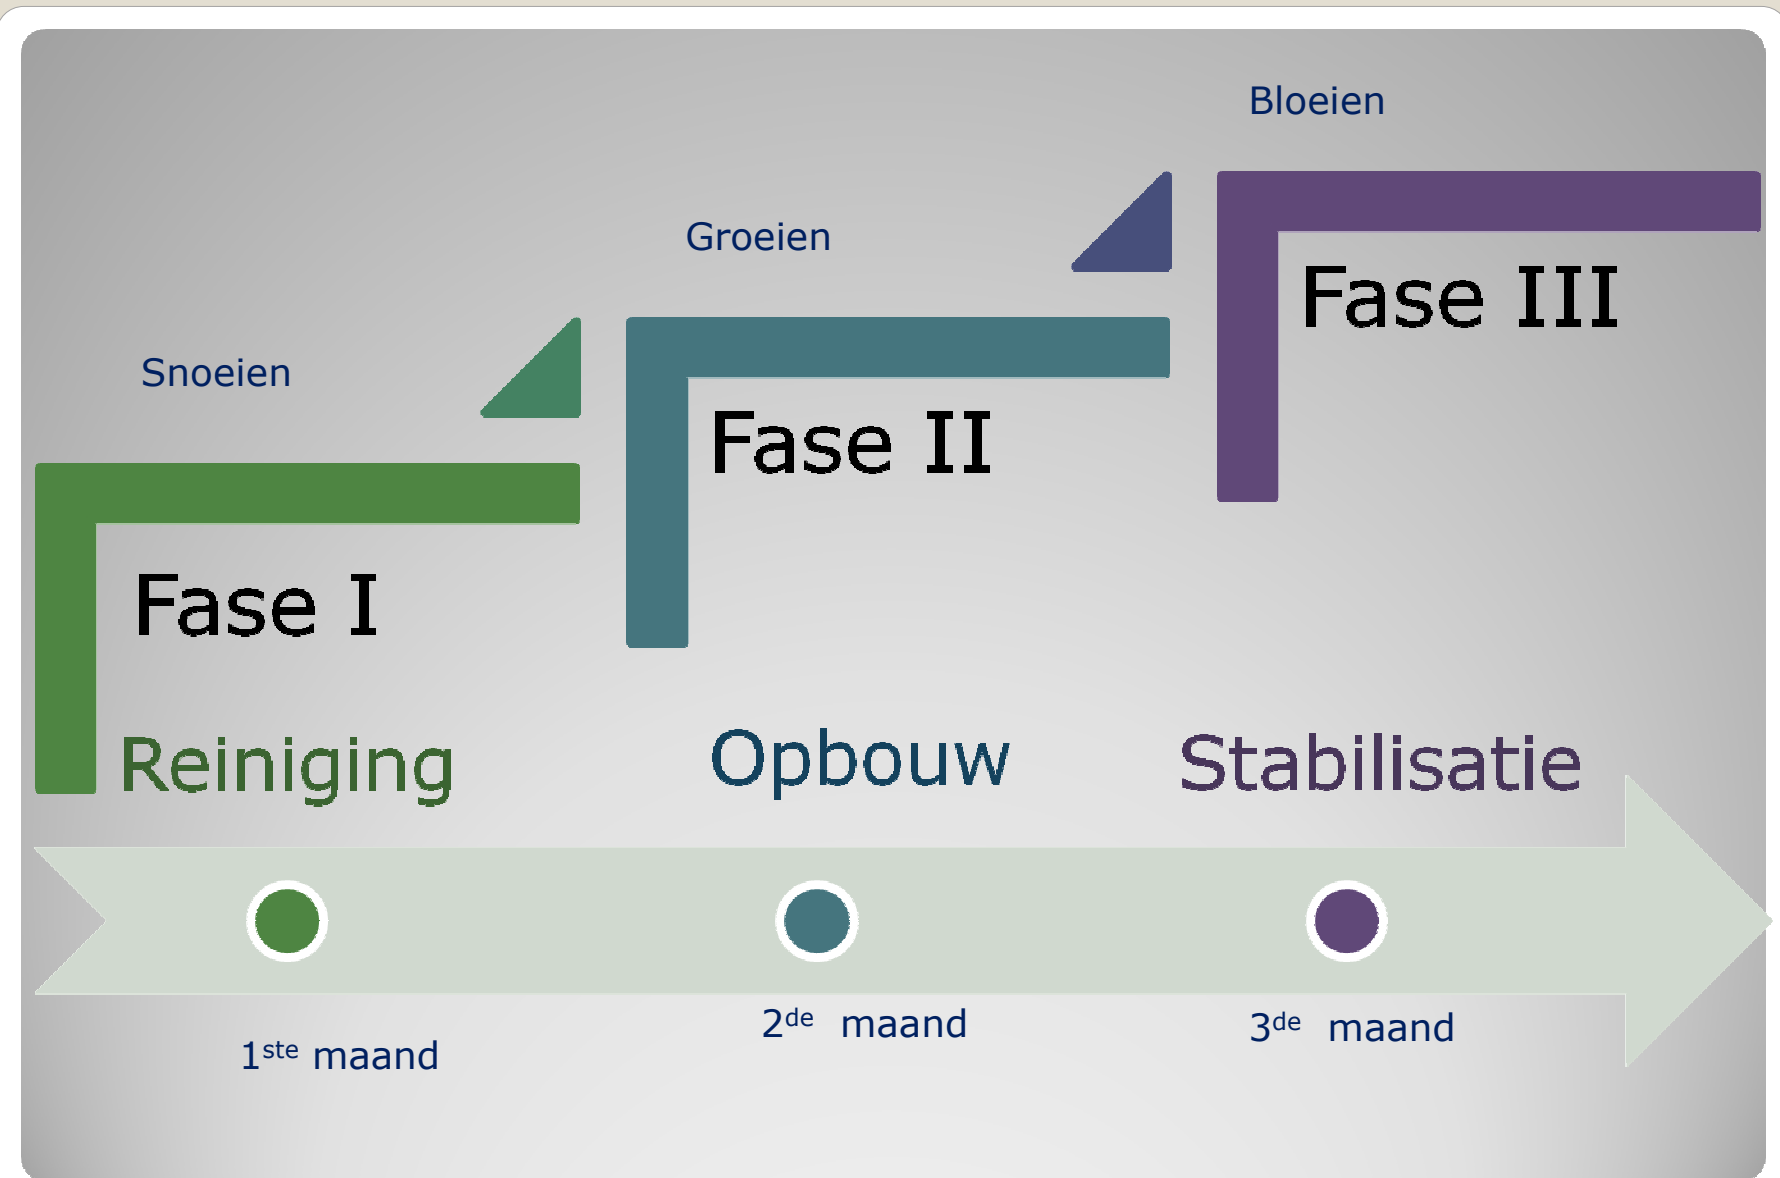 Bloeien
Groeien
Snoeien
Fase III
Fase II
Fase I
Reiniging
Opbouw
Stabilisatie
1ste maand
2de maand
3de maand